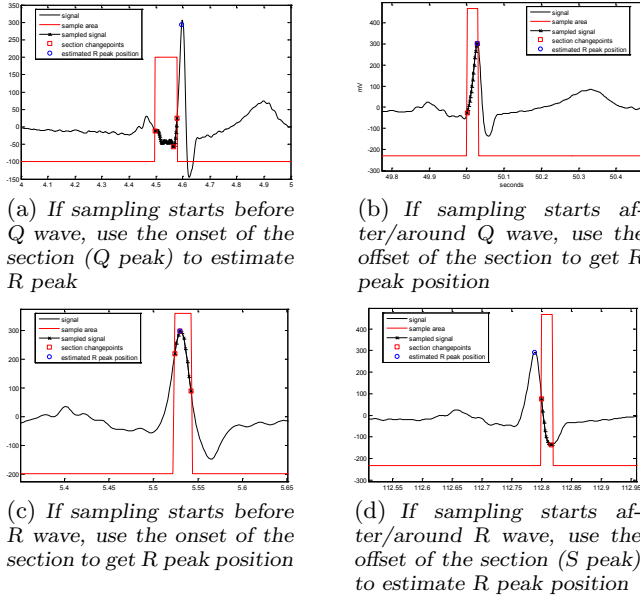 350
300
250
200
150
100
50
0
-50
-100
-150
signal
sample area
sampled signal
section changepoints
estimated R peak position
4 4.1 4.2 4.3 4.4 4.5 4.6 4.7 4.8 4.9 5
(a) If sampling starts before
Q wave, use the onset of the
section (Q peak) to estimate
R peak
400
300
200
100
0
-100
-200
-300
mV
signal
sample area
sampled signal
section changepoints
estimated R peak position
49.8 49.9 50 50.1 50.2 50.3 50.4
seconds
(b) If sampling starts af-
ter/around Q wave, use the
offset of the section to get R
peak position
300
200
100
0
-100
-200
signal
sample area
sampled signal
section changepoints
estimated R peak position
5.4 5.45 5.5 5.55 5.6 5.65
(c) If sampling starts before
R wave, use the onset of the
section to get R peak position
400
300
200
100
0
-100
-200
-300
signal
sample area
sampled signal
section changepoints
estimated R peak position
112.55 112.6 112.65 112.7 112.75 112.8 112.85 112.9 112.95
(d) If sampling starts af-
ter/around R wave, use the
offset of the section (S peak)
to estimate R peak position